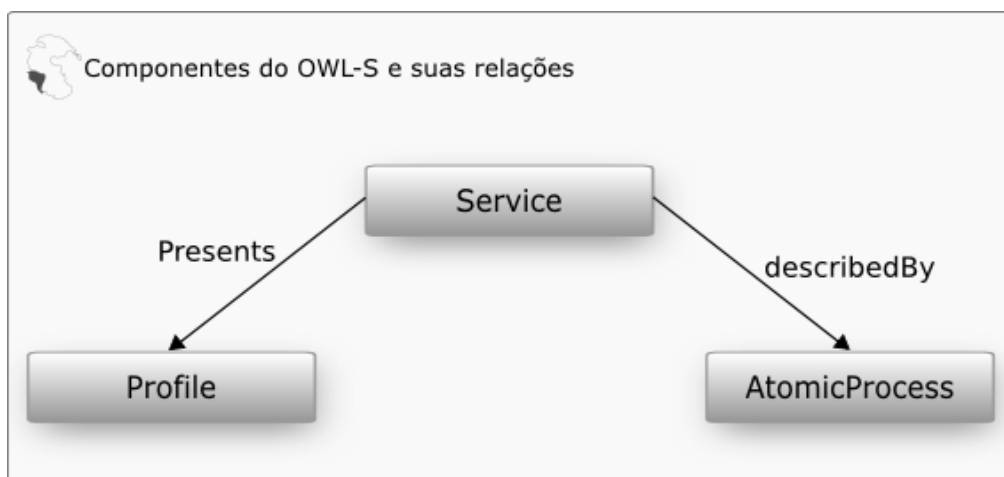 Componentes do OWL-S e suas relações
Service
Presents
describedBy
Profile
AtomicProcess